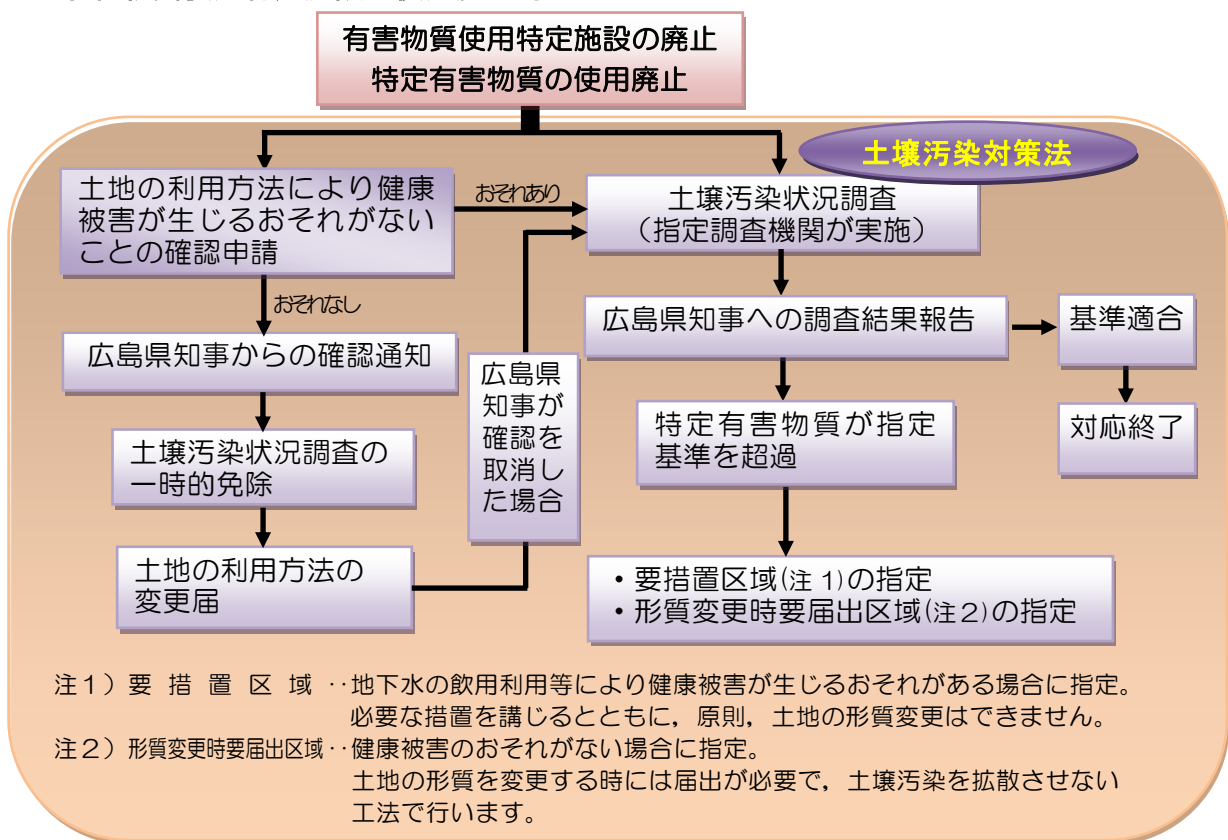 有害物質使用特定施設の廃止
特定有害物質の使用廃止
土壌汚染対策法
土地の利用方法により健康
被害が生じるおそれがない
ことの確認申請
おそれあり
土壌汚染状況調査
（指定調査機関が実施）
おそれなし
広島県知事からの確認通知
広島県
知事が
確認を
取消し
た場合
広島県知事への調査結果報告
基準適合
土壌汚染状況調査の
一時的免除
特定有害物質が指定
基準を超過
対応終了
土地の利用方法の
変更届
・要措置区域(注1)の指定
・形質変更時要届出区域(注2)の指定
注１）要 措 置 区 域 ‥地下水の飲用利用等により健康被害が生じるおそれがある場合に指定。
必要な措置を講じるとともに，原則，土地の形質変更はできません。
注２）形質変更時要届出区域‥健康被害のおそれがない場合に指定。
土地の形質を変更する時には届出が必要で，土壌汚染を拡散させない
工法で行います。